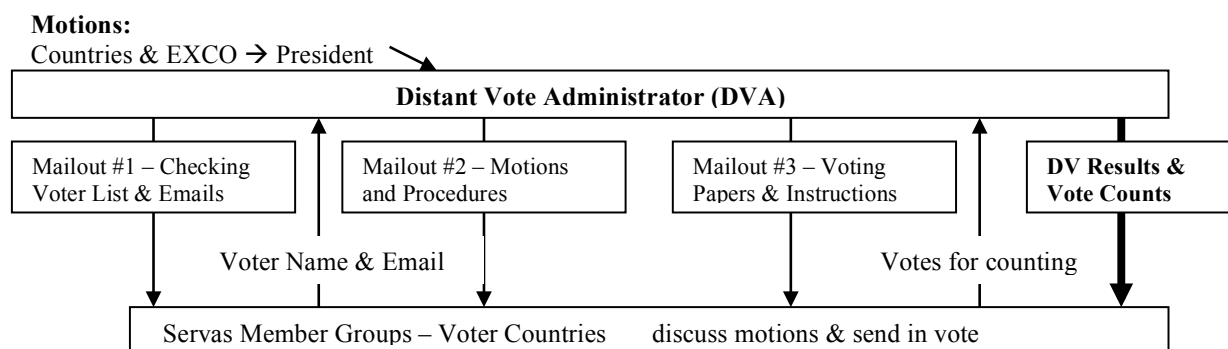 Motions:
Countries & EXCO → President
Distant Vote Administrator (DVA)
Mailout #1 – Checking
Voter List & Emails
Mailout #2 – Motions
and Procedures
Mailout #3 – Voting
Papers & Instructions
DV Results &
Vote Counts
Voter Name & Email
Votes for counting
Servas Member Groups – Voter Countries discuss motions & send in vote